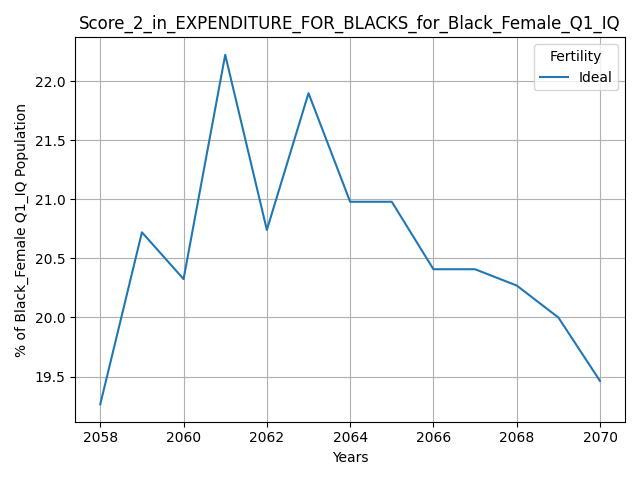 Score_2_in_EXPENDITURE_FOR_BLACKS_for_Black_Female_Q1_IQ
Fertility
Ideal
% of Black_Female Q1_IQ Population
22.0
21.5
21.0
20.5
20.0
19.5
2058 2060 2062 2064 2066 2068 2070
Years